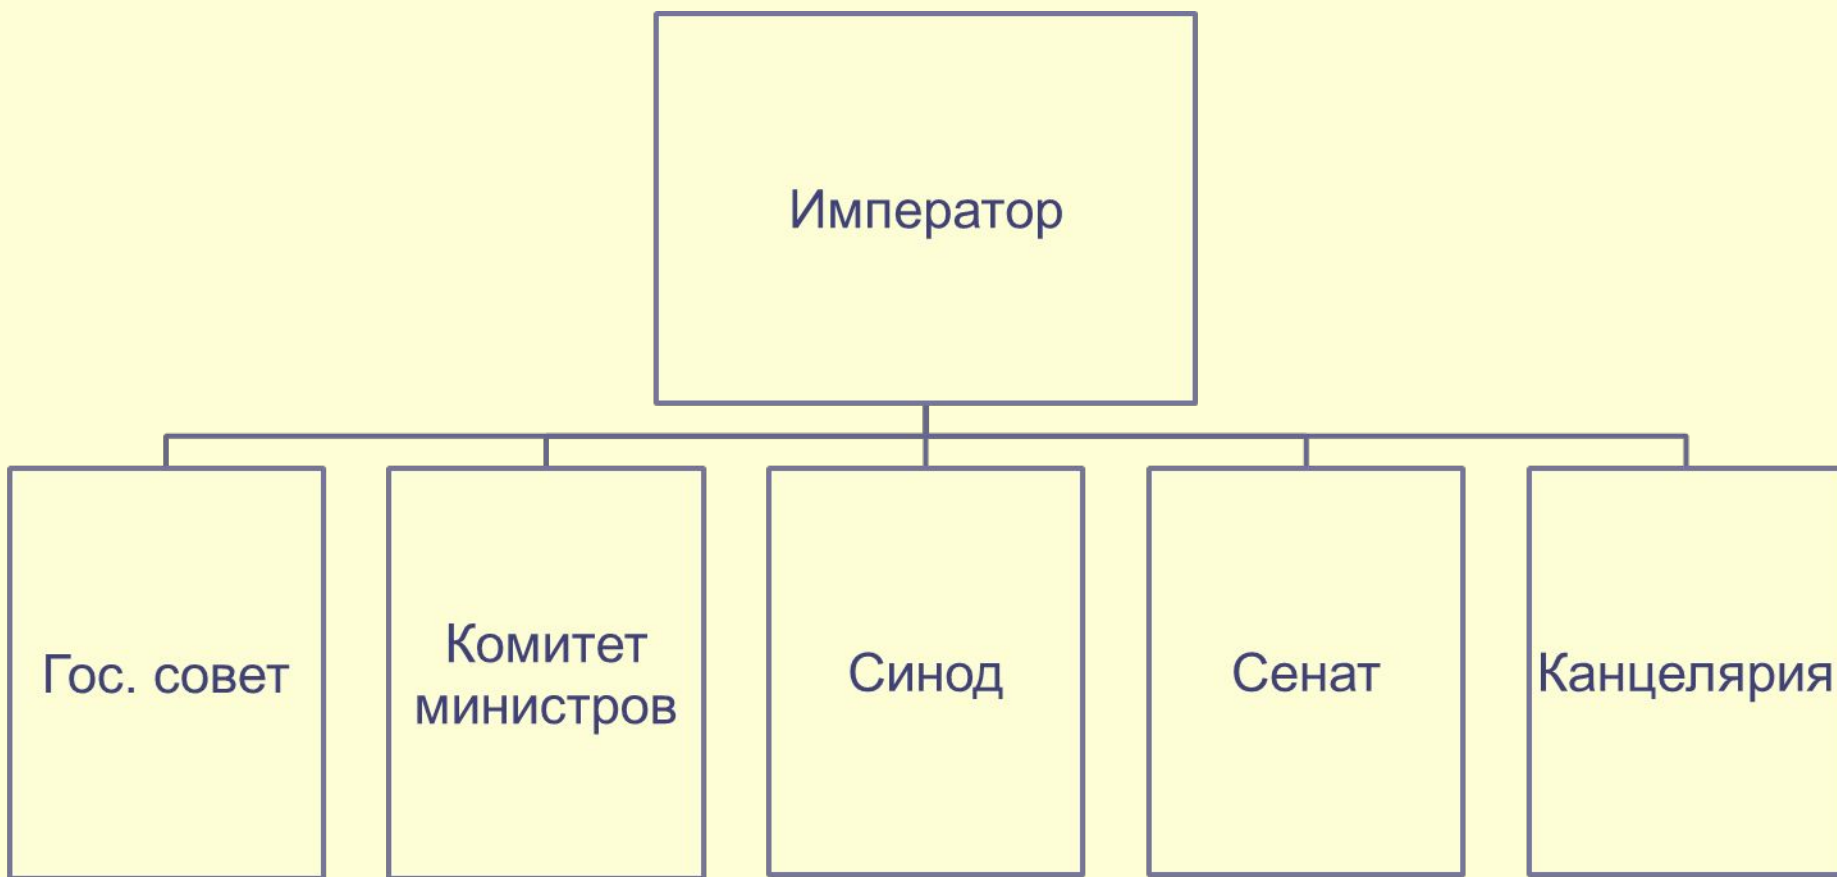 Император
Гос. совет
Комитет
министров
Синод
Сенат
Канцелярия